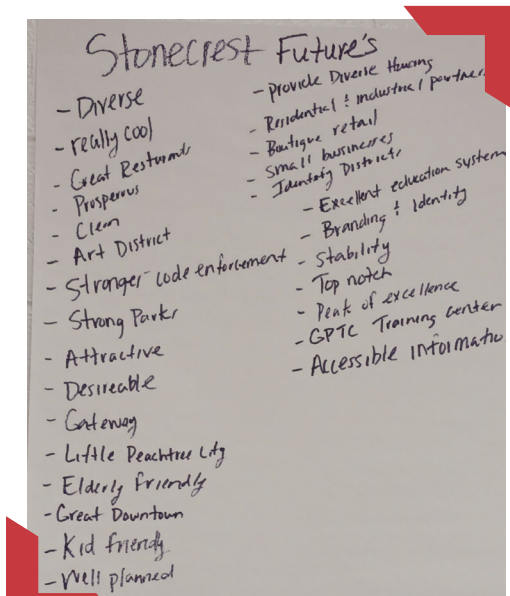 Stonecrest Future's
- Diverse
- really cool
- Great Resturants
- Prosperous
- Clean
- Art District
- Stronger code enforcement
- Strong Parks
- Attractive
- Desireable
- Gateway
- Little Peachtree City
- Elderly Friendly
- Great Downtown
- Kid friendly
- Well planned
- provide Diverse Housing
- Residential & industrial partner
- Boutique retail
- Small businesses
- Identity Districts
- Excellent education system
- Branding & Identity
- Stability
- Top notch
- Peak of excellence
- GPTC Training center
- Accessible informatio